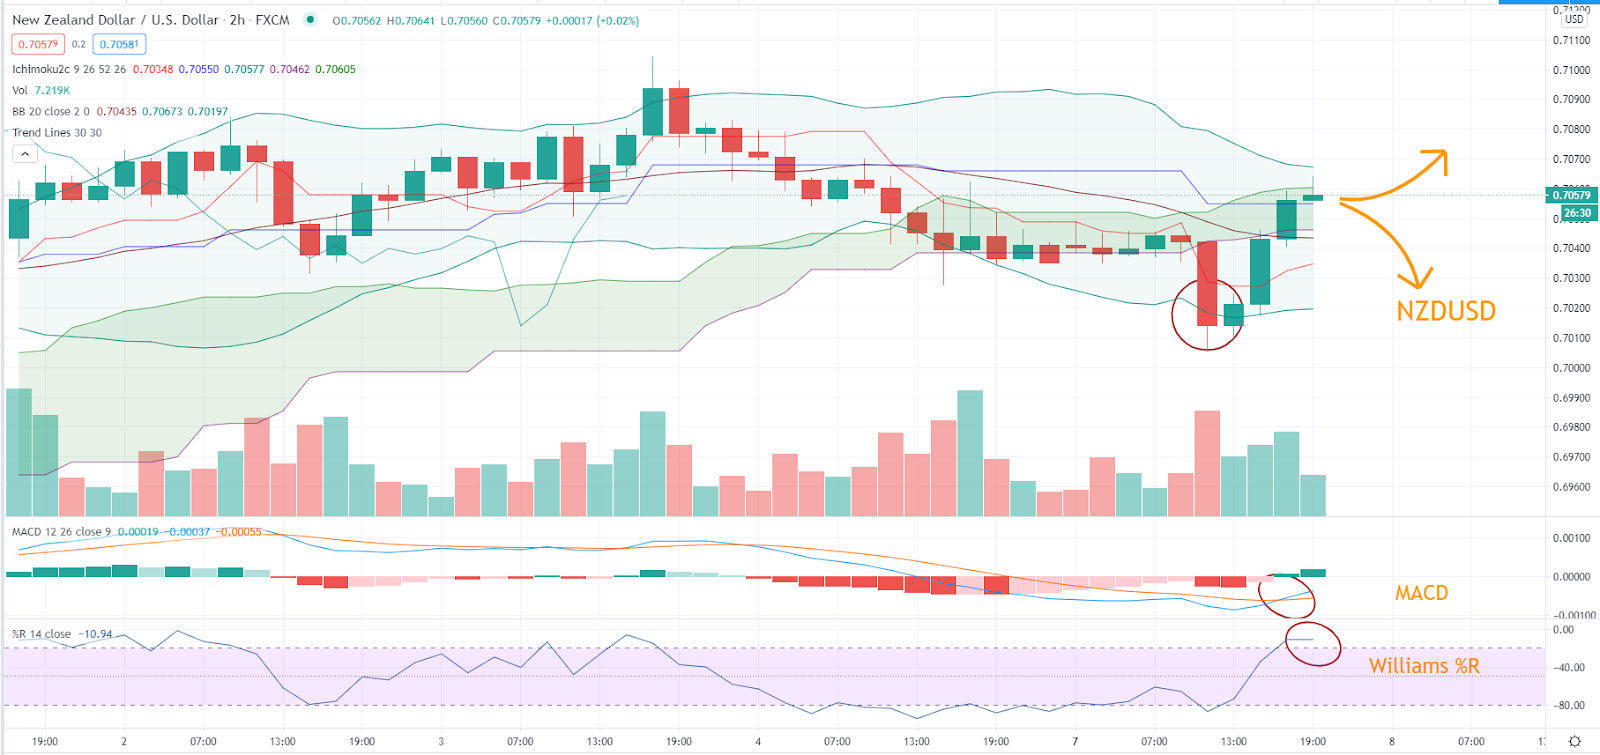 New Zealand Dollar / U.S. Dollar · 2h · FXCM O0.70562 H0.70641 L0.70560 C0.70579 +0.00017 (+0.02%)
0.70579 0.2 0.70581
Ichimoku2c 9 26 52 26 0.70348 0.70550 0.70577 0.70462 0.70605
Vol 7.219K
BB 20 close 2 0 0.70435 0.70673 0.70197
Trend Lines 30 30
USD
0.71100
0.71000
0.70900
0.70800
0.70700
0.70579
26:30
0.70400
0.70300
0.70200
0.70100
0.70000
0.69900
0.69800
0.69700
0.69600
NZDUSD
MACD 12 26 close 9 0.00019 −0.00037 −0.00055
0.00100
0.00000
−0.00100
MACD
%R 14 close −10.94
0.00
−40.00
−80.00
Williams %R
19:00 2 07:00 13:00 19:00 3 07:00 13:00 19:00 4 07:00 13:00 19:00 7 07:00 13:00 19:00 8 07:00